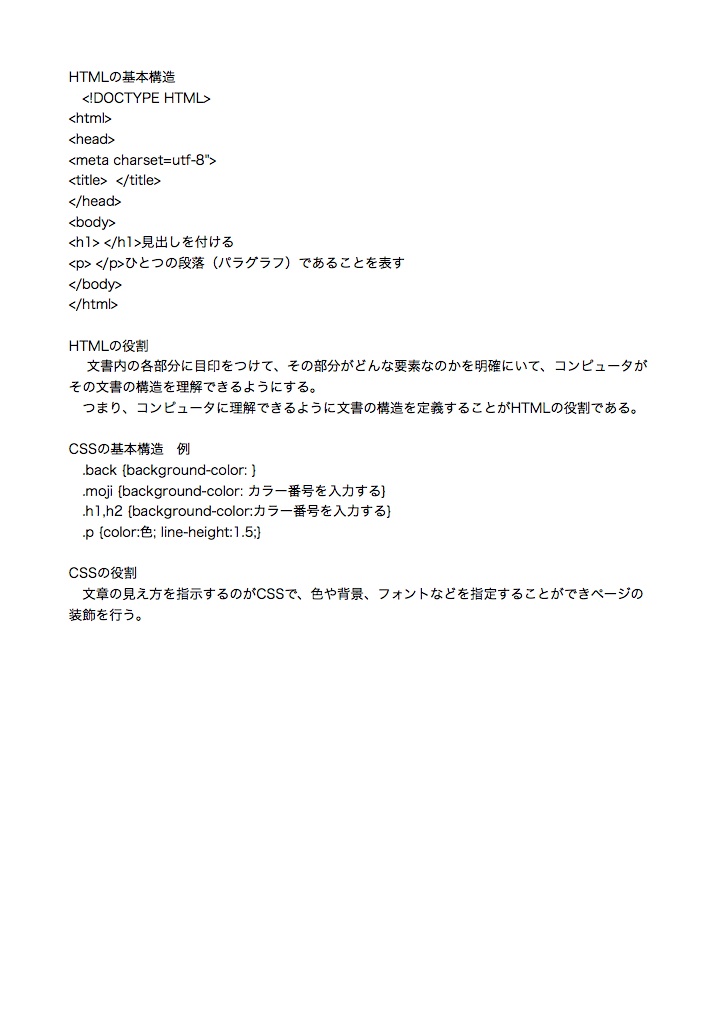 HTMLの基本構造
　<!DOCTYPE HTML>
<html>
<head>
<meta charset=utf-8">
<title>  </title>
</head>
<body>
<h1> </h1>見出しを付ける
<p> </p>ひとつの段落（パラグラフ）であることを表す
</body>
</html>

HTMLの役割
　文書内の各部分に目印をつけて、その部分がどんな要素なのかを明確にいて、コンピュータが
その文書の構造を理解できるようにする。
　つまり、コンピュータに理解できるように文書の構造を定義することがHTMLの役割である。

CSSの基本構造　例
　.back {background-color: }
　.moji {background-color: カラー番号を入力する}
　.h1,h2 {background-color:カラー番号を入力する}
　.p {color:色; line-height:1.5;}

CSSの役割
　文章の見え方を指示するのがCSSで、色や背景、フォントなどを指定することができページの
装飾を行う。